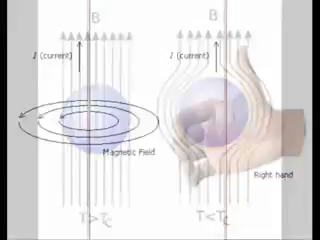 B
B
I (current)
I (current)
Magnetic Field
Right hand
T>Tc
T<Tc